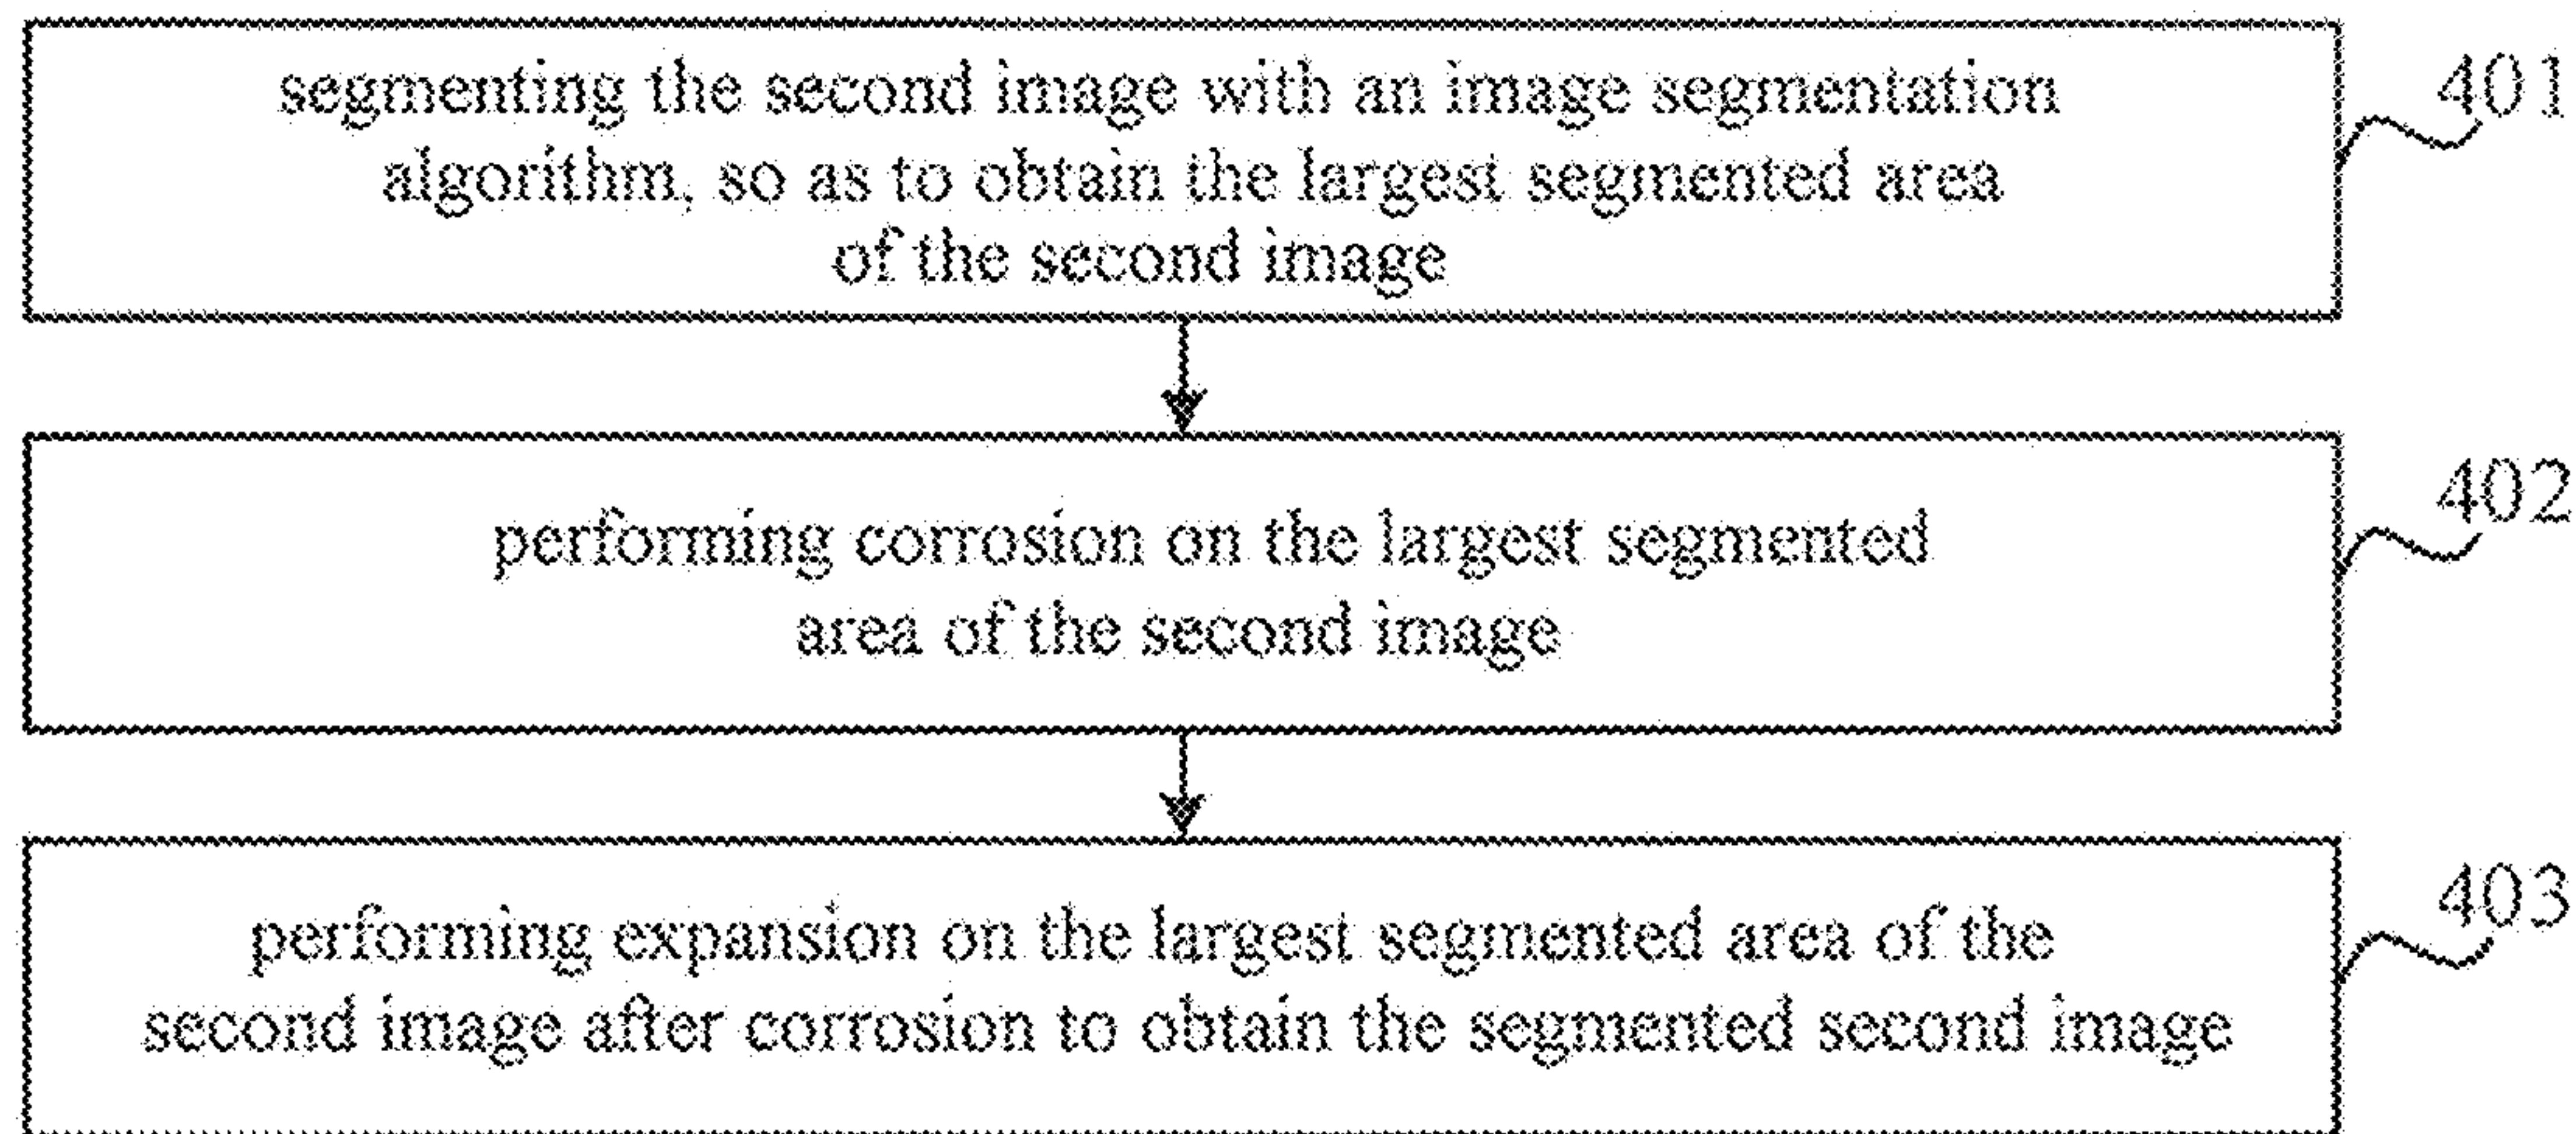 segmenting the second image with an image segmentation
401
algorithm, so as to obtain the largest segmented area
of the second image
performing corrosion on the largest segmented
402
area of the second image
performing expansion on the largest segmented area of the
403
second image after corrosion to obtain the segmented second image